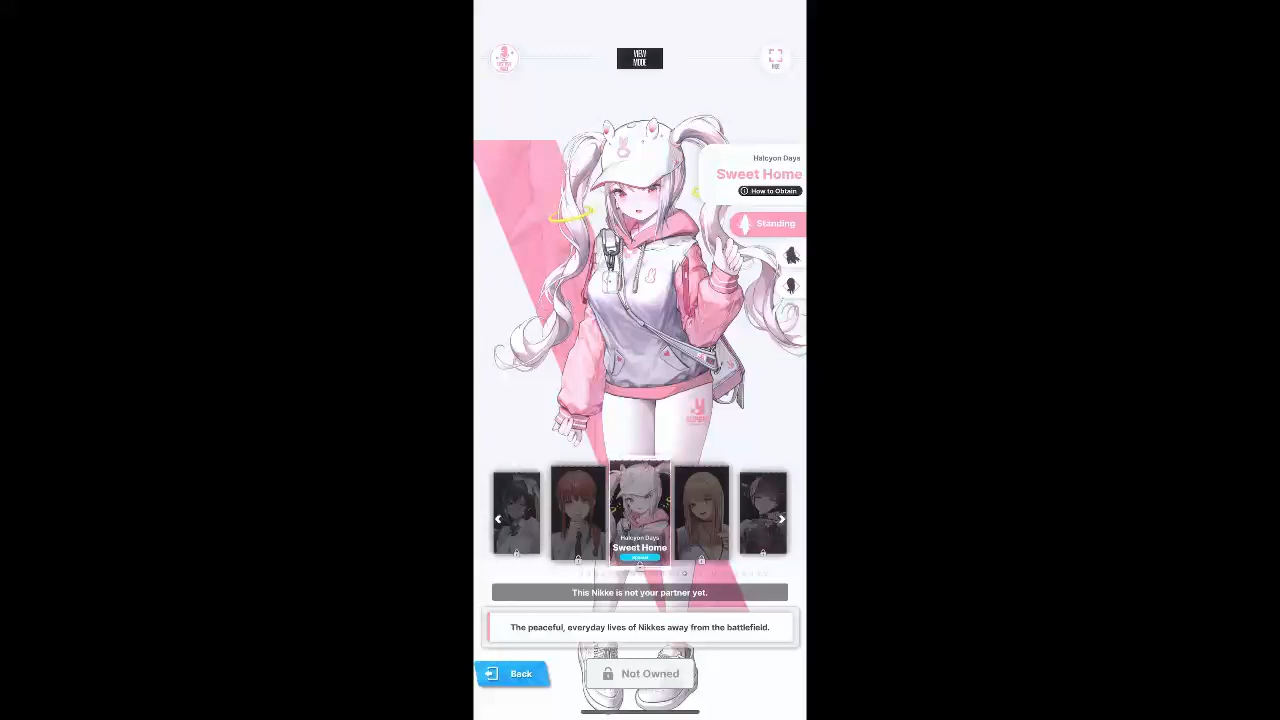 VIEW
MODE
HIDE
Halcyon Days
Sweet Home
How to Obtain
Standing
Halcyon Days
Sweet Home
This Nikke is not your partner yet.
The peaceful, everyday lives of Nikkes away from the battlefield.
Back
Not Owned